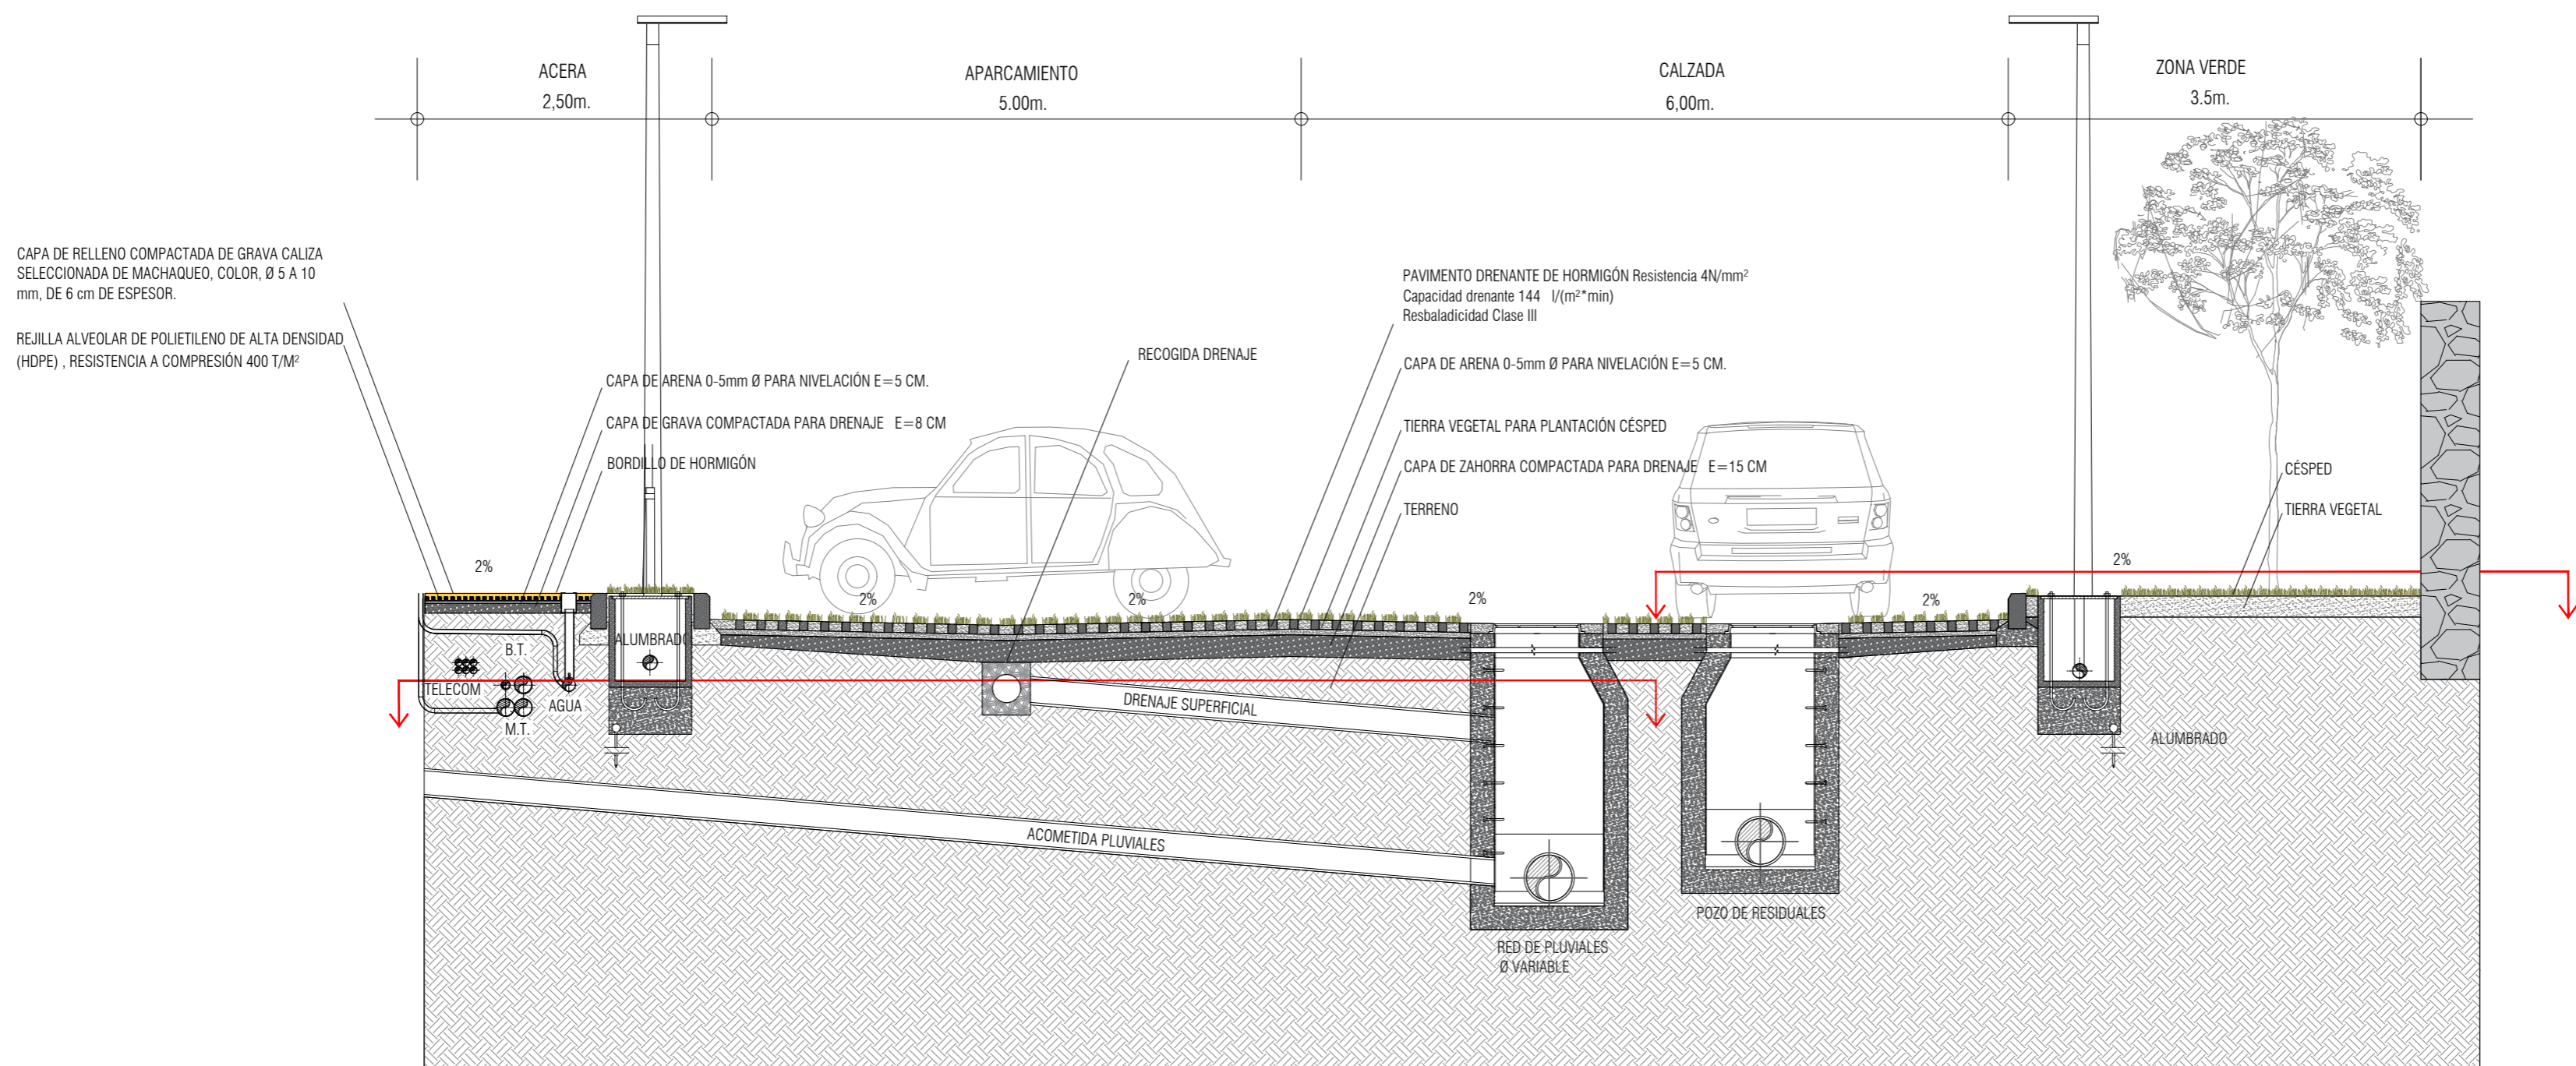 ACERA
2,50m.
APARCAMIENTO
5.00m.
CALZADA
6,00m.
ZONA VERDE
3.5m.
CAPA DE RELLENO COMPACTADA DE GRAVA CALIZA
SELECCIONADA DE MACHAQUEO, COLOR, Ø 5 A 10
mm, DE 6 cm DE ESPESOR.
REJILLA ALVEOLAR DE POLIETILENO DE ALTA DENSIDAD
(HDPE) , RESISTENCIA A COMPRESIÓN 400 T/M²
CAPA DE ARENA 0-5mm Ø PARA NIVELACIÓN E=5 CM.
CAPA DE GRAVA COMPACTADA PARA DRENAJE E=8 CM
BORDILLO DE HORMIGÓN
RECOGIDA DRENAJE
PAVIMENTO DRENANTE DE HORMIGÓN Resistencia 4N/mm²
Capacidad drenante 144 l/(m²*min)
Resbaladicidad Clase III
CAPA DE ARENA 0-5mm Ø PARA NIVELACIÓN E=5 CM.
TIERRA VEGETAL PARA PLANTACIÓN CÉSPED
CAPA DE ZAHORRA COMPACTADA PARA DRENAJE E=15 CM
TERRENO
CÉSPED
TIERRA VEGETAL
2%
2%
2%
2%
2%
2%
ALUMBRADO
B.T.
TELECOM
AGUA
M.T.
DRENAJE SUPERFICIAL
ALUMBRADO
ACOMETIDA PLUVIALES
POZO DE RESIDUALES
RED DE PLUVIALES
Ø VARIABLE